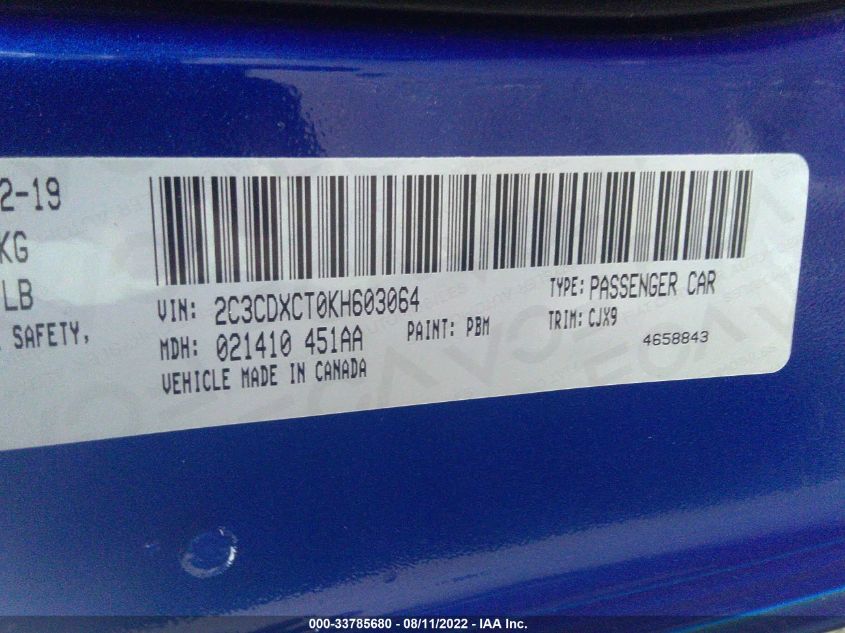 2-19
KG
LB
SAFETY,
VIN: 2C3CDXCT0KH603064
TYPE: PASSENGER CAR
MDH: 021410 451AA
PAINT: PBM
TRIM: CJX9
4658843
VEHICLE MADE IN CANADA
000-33785680 - 08/11/2022 - IAA Inc.